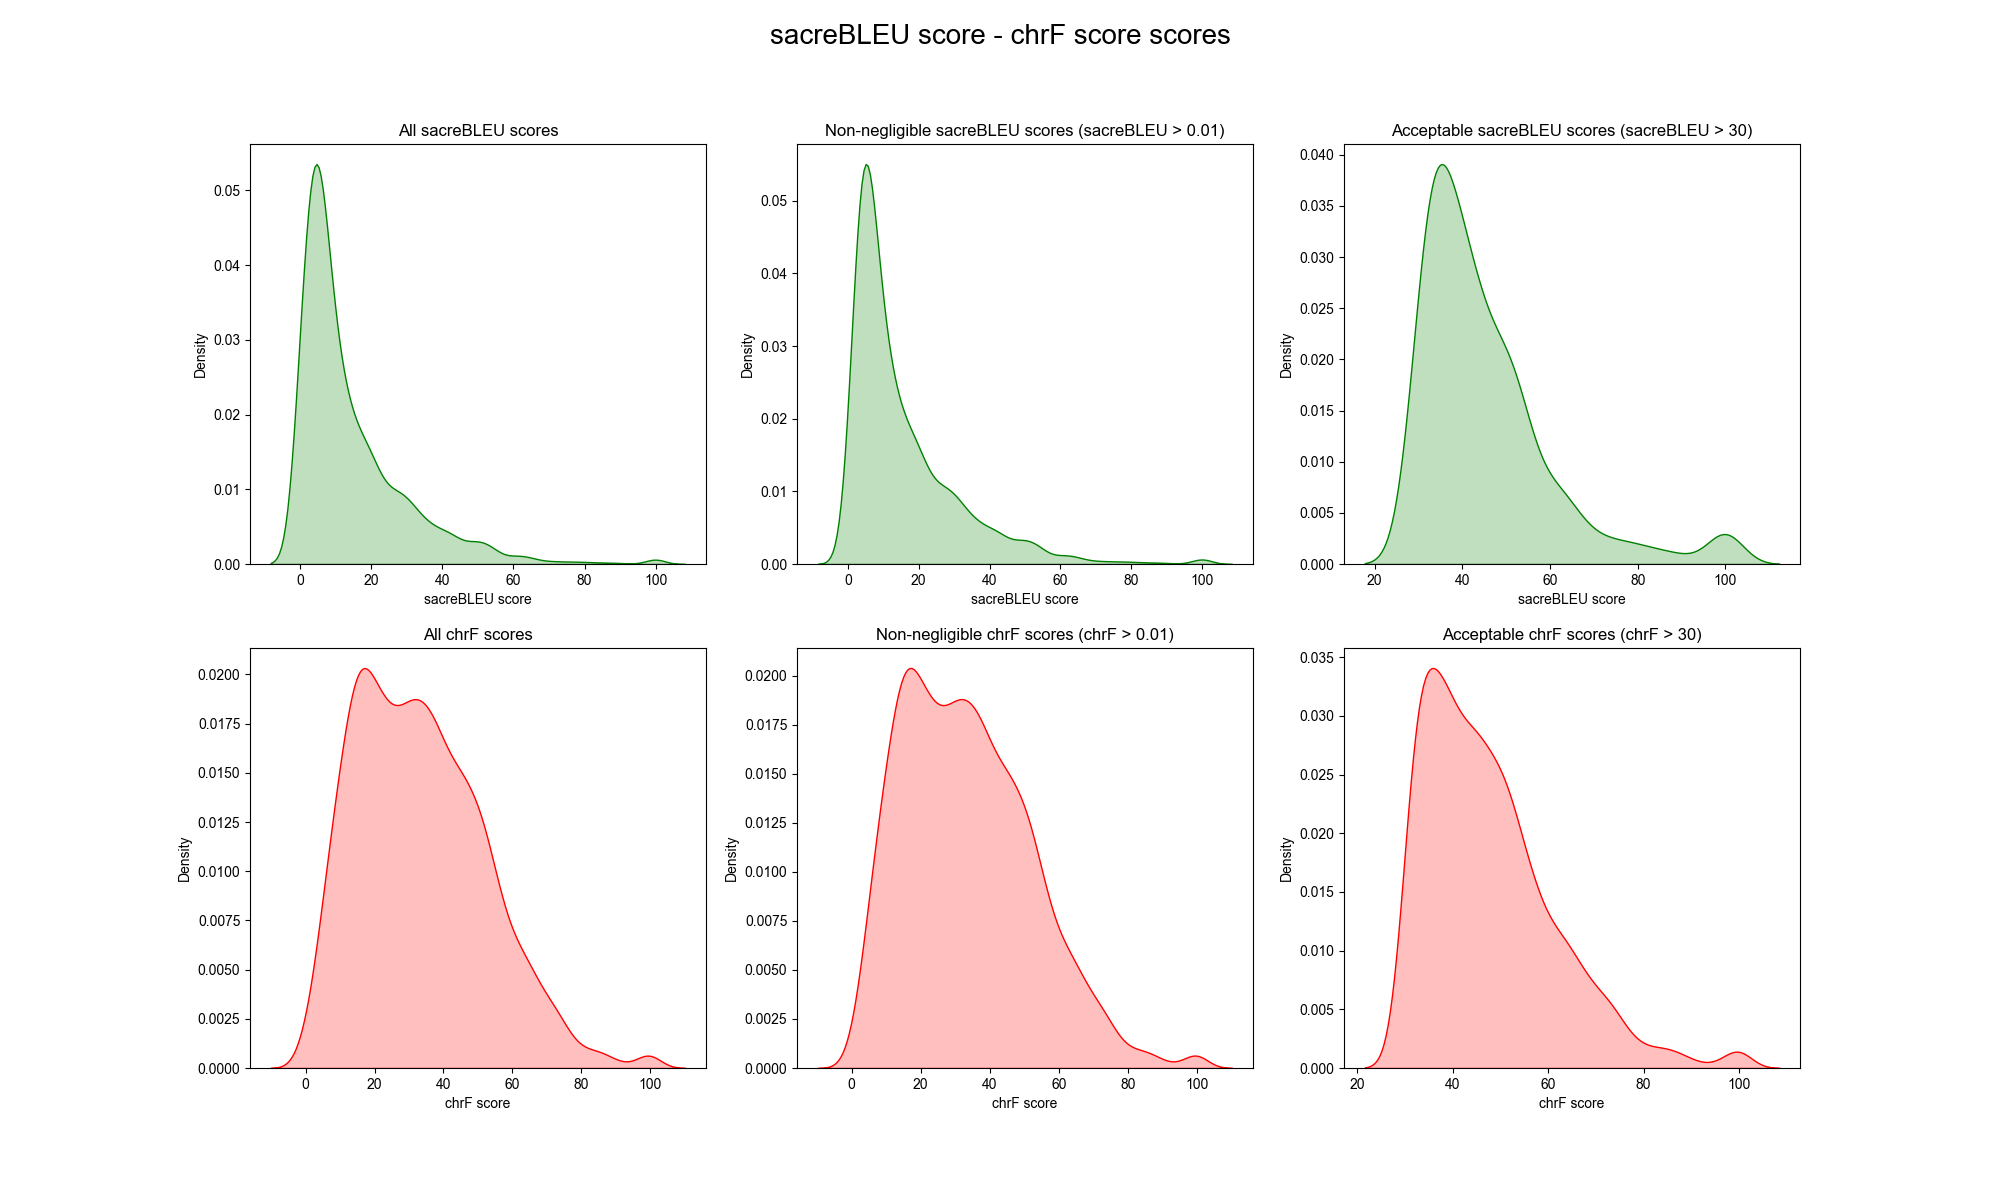 sacreBLEU score - chrF score scores
All sacreBLEU scores
0.05
0.04
0.03
0.02
0.01
0.00
Density
0 20 40 60 80 100
sacreBLEU score
Non-negligible sacreBLEU scores (sacreBLEU > 0.01)
0.05
0.04
0.03
0.02
0.01
0.00
Density
0 20 40 60 80 100
sacreBLEU score
Acceptable sacreBLEU scores (sacreBLEU > 30)
0.040
0.035
0.030
0.025
0.020
0.015
0.010
0.005
0.000
Density
20 40 60 80 100
sacreBLEU score
All chrF scores
0.0200
0.0175
0.0150
0.0125
0.0100
0.0075
0.0050
0.0025
0.0000
Density
0 20 40 60 80 100
chrF score
Non-negligible chrF scores (chrF > 0.01)
0.0200
0.0175
0.0150
0.0125
0.0100
0.0075
0.0050
0.0025
0.0000
Density
0 20 40 60 80 100
chrF score
Acceptable chrF scores (chrF > 30)
0.035
0.030
0.025
0.020
0.015
0.010
0.005
0.000
Density
20 40 60 80 100
chrF score